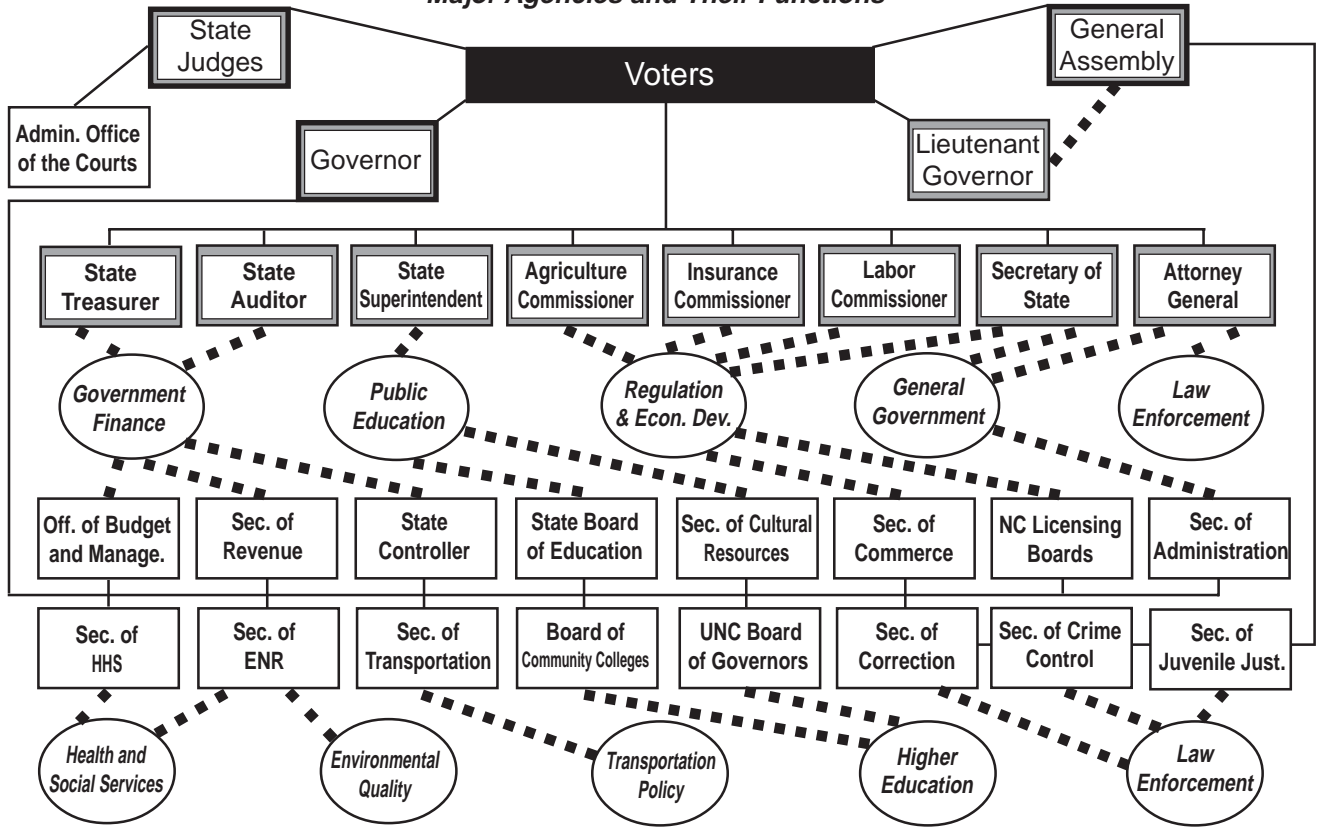 Major Agencies and Their Functions
State
Judges
General
Assembly
Voters
Admin. Office
of the Courts
Governor
Lieutenant
Governor
State
Treasurer
State
Auditor
State
Superintendent
Agriculture
Commissioner
Insurance
Commissioner
Labor
Commissioner
Secretary of
State
Attorney
General
Government
Finance
Public
Education
Regulation
& Econ. Dev.
General
Government
Law
Enforcement
Off. of Budget
and Manage.
Sec. of
Revenue
State
Controller
State Board
of Education
Sec. of Cultural
Resources
Sec. of
Commerce
NC Licensing
Boards
Sec. of
Administration
Sec. of
HHS
Sec. of
ENR
Sec. of
Transportation
Board of
Community Colleges
UNC Board
of Governors
Sec. of
Correction
Sec. of Crime
Control
Sec. of
Juvenile Just.
Health and
Social Services
Environmental
Quality
Transportation
Policy
Higher
Education
Law
Enforcement